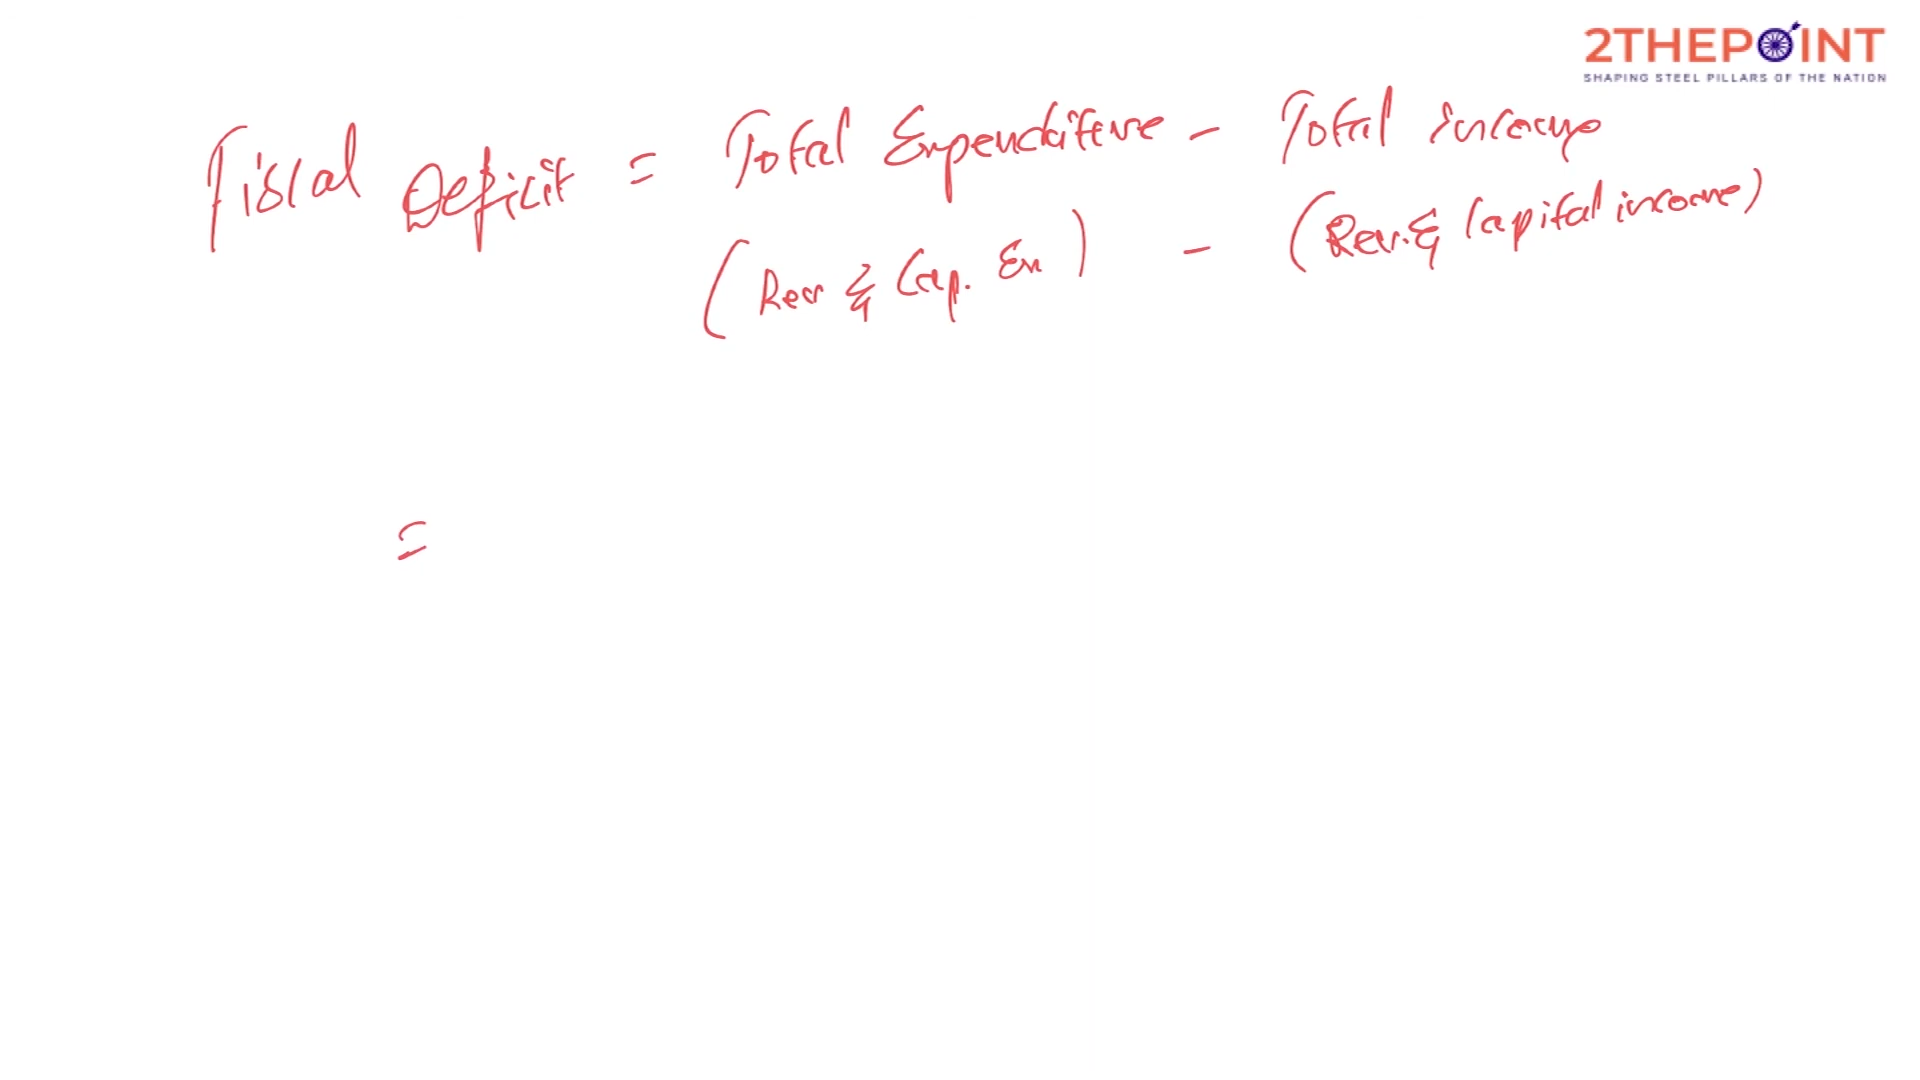 2THEPOINT
SHAPING STEEL PILLARS OF THE NATION
Fiscal Deficit = Total Expenditure - Total income
(Rev & Cap. Ex) - (Rev. & Capital income)
=